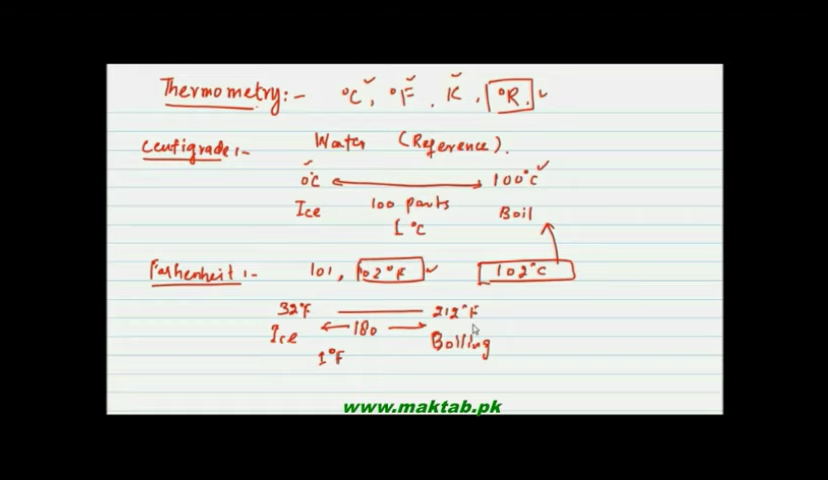 Thermometry:- °C, °F, K, °R.
Centigrade:- Water (Reference).
0°C 100°C
Ice 100 parts Boil
1°C
Farhenheit:- 101, 102°F 102°C
32°F 212°F
Ice 180 Boiling
1°F
www.maktab.pk